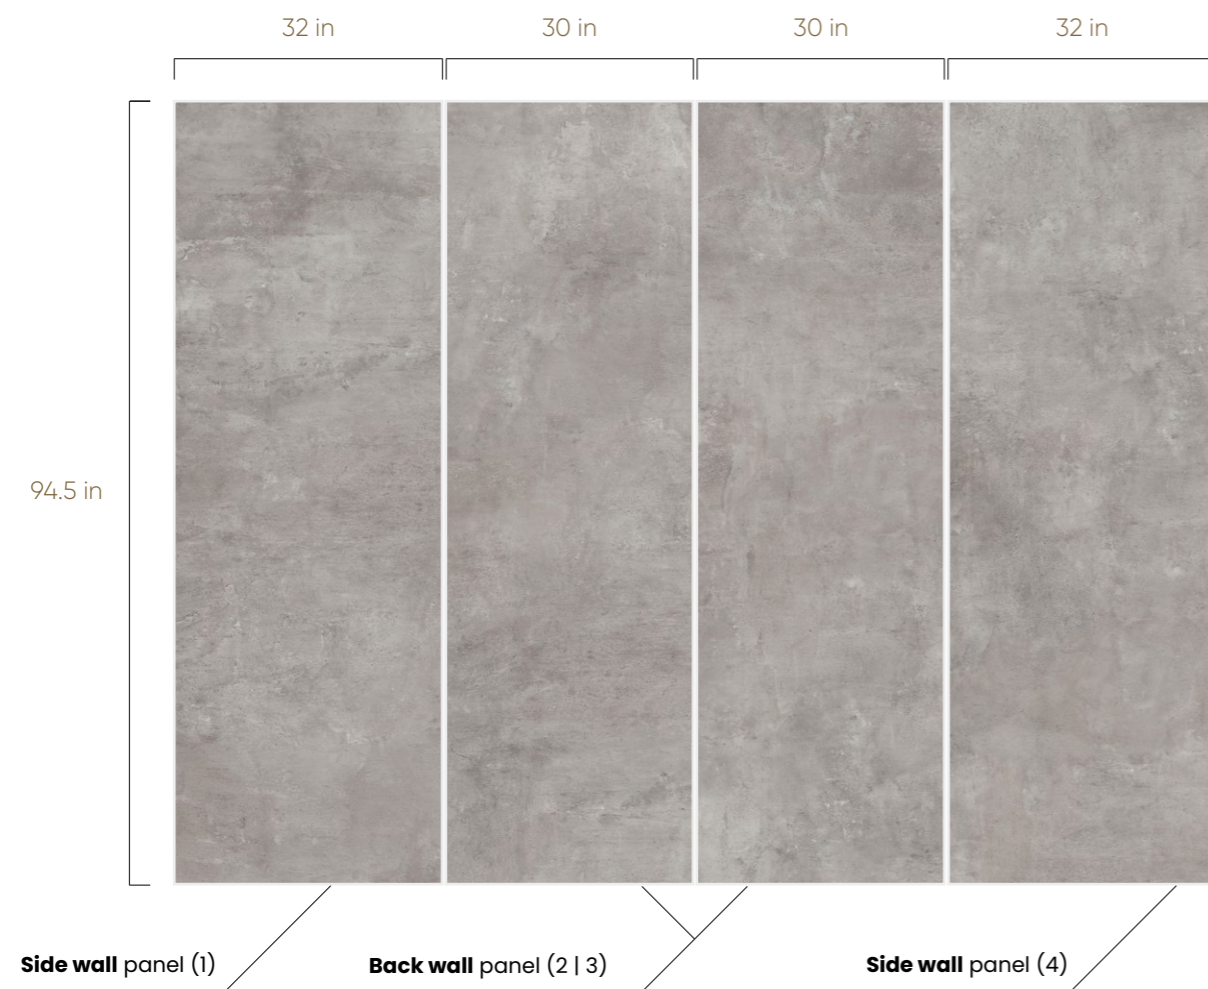 32 in
30 in
30 in
32 in
94.5 in
Side wall panel (1)
Back wall panel (2 | 3)
Side wall panel (4)